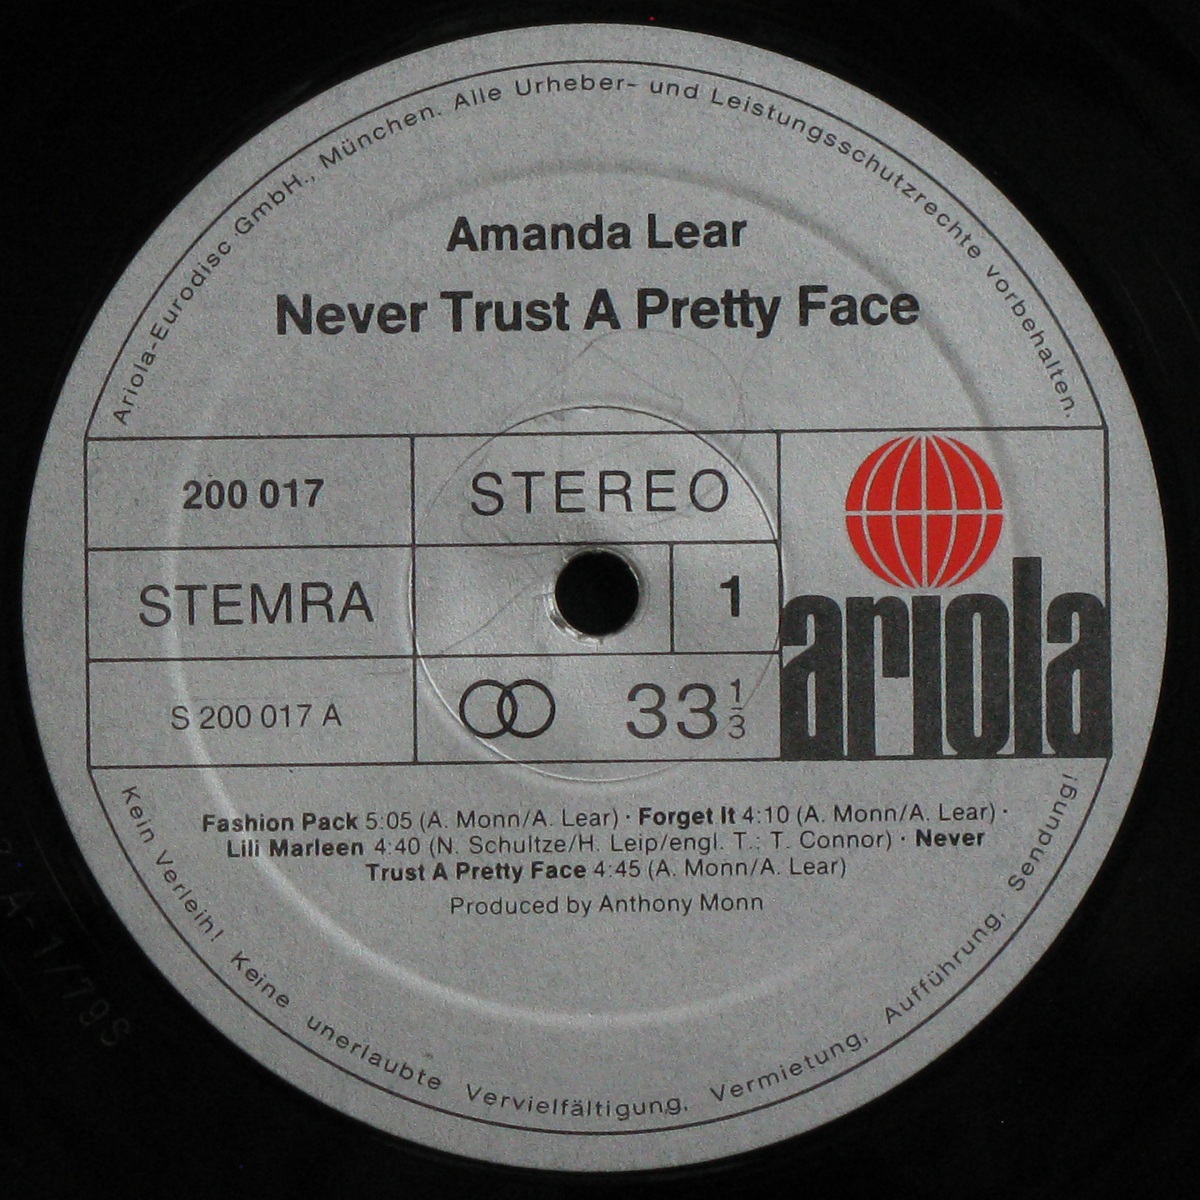 Ariola-Eurodisc GmbH., München. Alle Urheber- und Leistungsschutzrechte vorbehalten.
Amanda Lear
Never Trust A Pretty Face
200 017
STEREO
STEMRA
1
S 200 017 A
33 1/3
ariola
Fashion Pack 5:05 (A. Monn/A. Lear) · Forget It 4:10 (A. Monn/A. Lear) ·
Lili Marleen 4:40 (N. Schultze/H. Leip/engl. T.: T. Connor) · Never
Trust A Pretty Face 4:45 (A. Monn/A. Lear)
Produced by Anthony Monn
Kein Verleih! Keine unerlaubte Vervielfältigung, Vermietung, Aufführung, Sendung!
A-1/79S